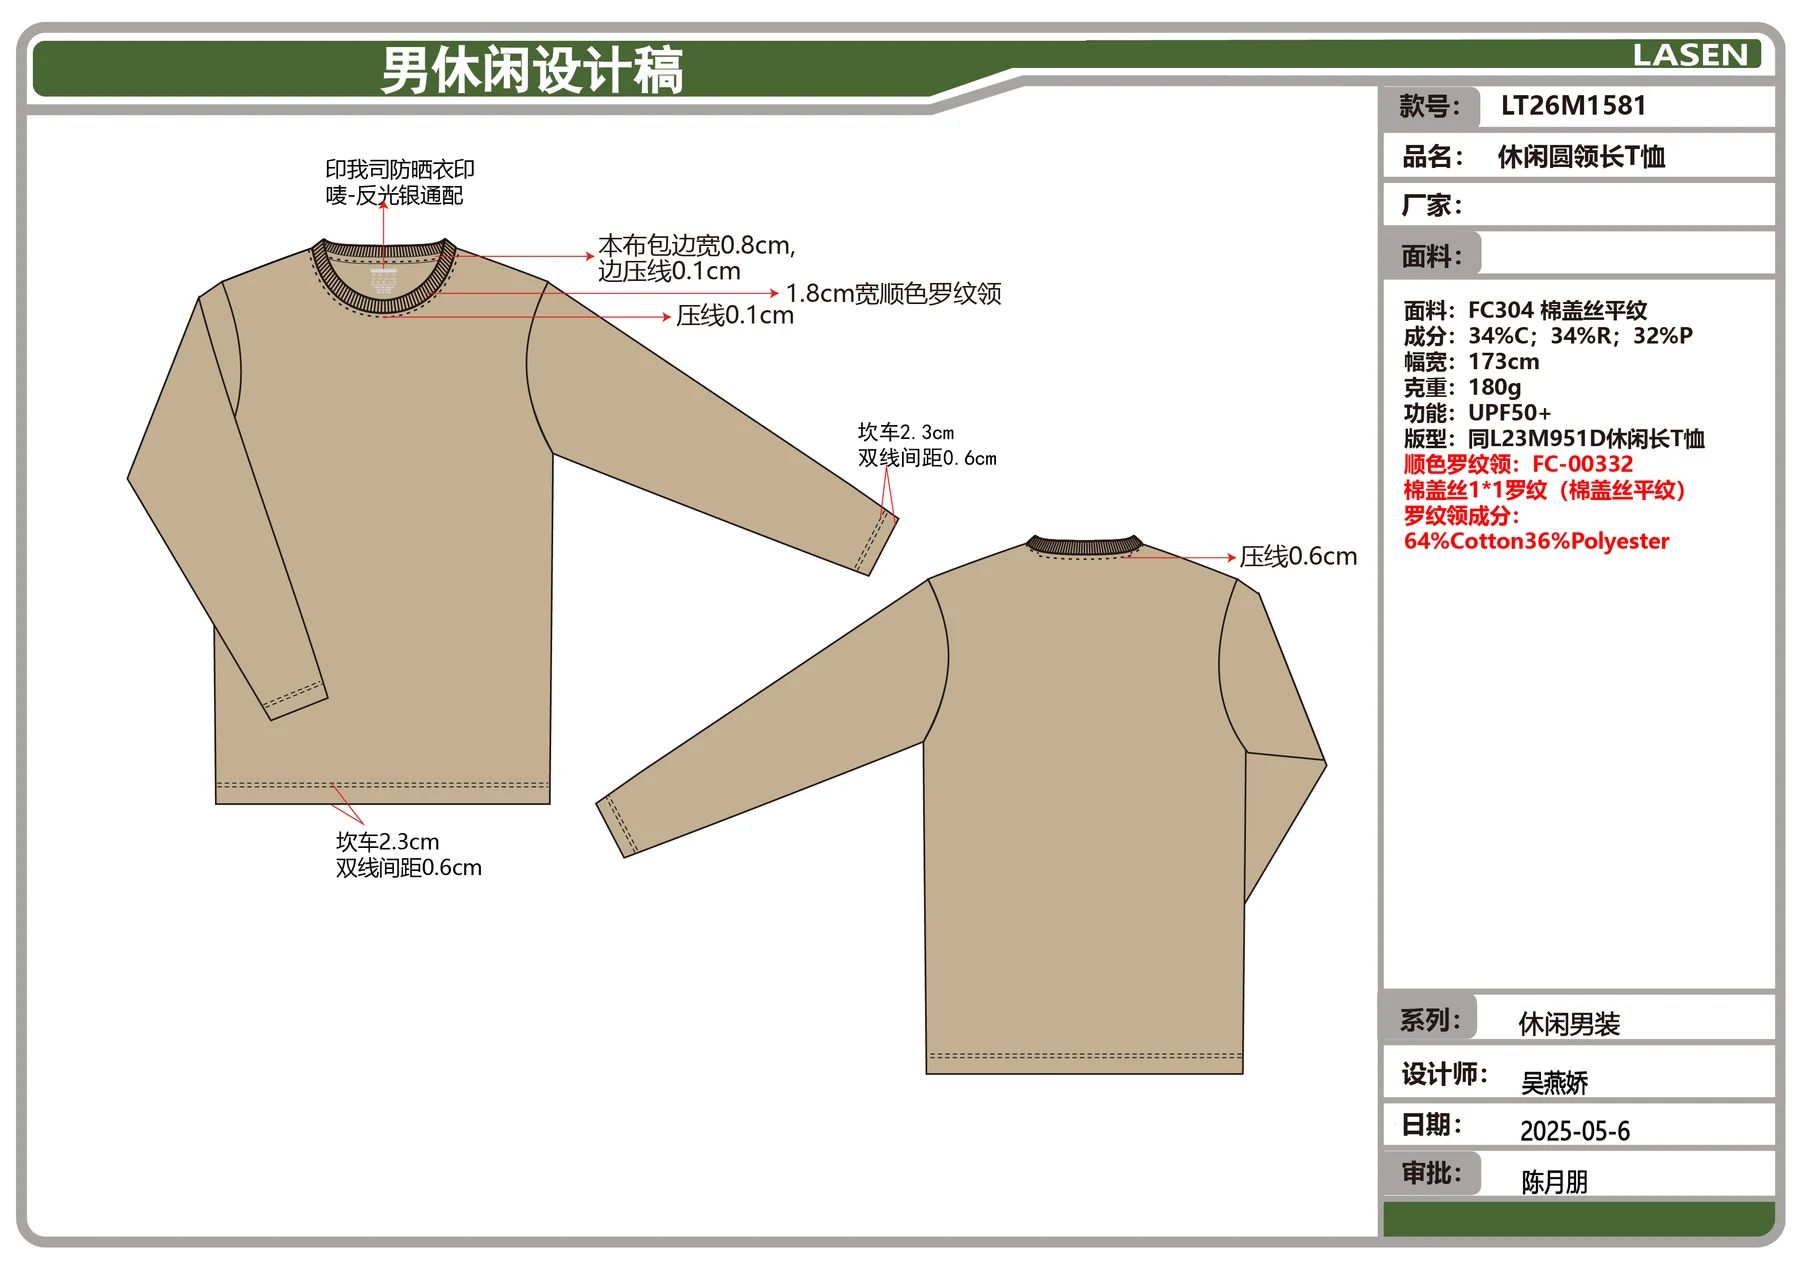 男休闲设计稿
LASEN
款号： LT26M1581
品名： 休闲圆领长T恤
厂家：
面料：
面料：FC304 棉盖丝平纹
成分：34%C；34%R；32%P
幅宽：173cm
克重：180g
功能：UPF50+
版型：同L23M951D休闲长T恤
顺色罗纹领：FC-00332
棉盖丝1*1罗纹（棉盖丝平纹）
罗纹领成分：
64%Cotton36%Polyester
印我司防晒衣印
唛-反光银通配
本布包边宽0.8cm,
边压线0.1cm
1.8cm宽顺色罗纹领
压线0.1cm
坎车2.3cm
双线间距0.6cm
压线0.6cm
坎车2.3cm
双线间距0.6cm
系列： 休闲男装
设计师： 吴燕娇
日期： 2025-05-6
审批： 陈月朋